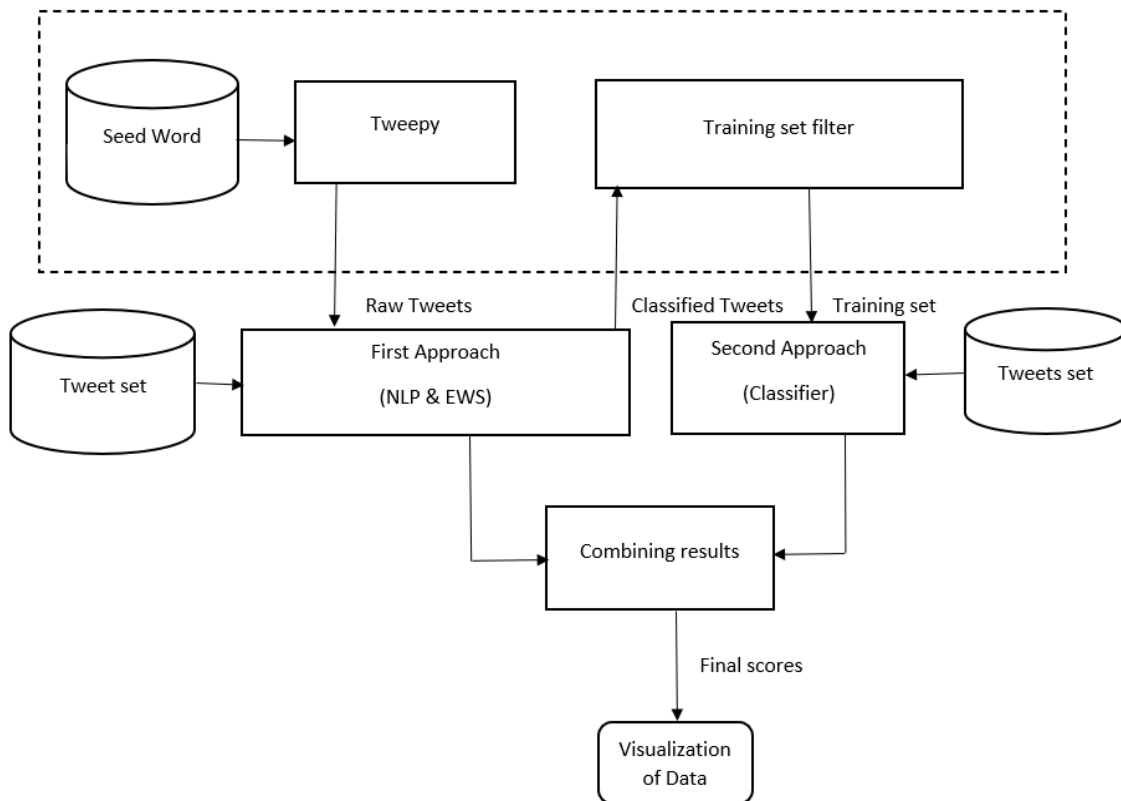 Seed Word
Tweepy
Training set filter
Raw Tweets
Classified Tweets
Training set
Tweet set
First Approach
(NLP & EWS)
Second Approach
(Classifier)
Tweets set
Combining results
Final scores
Visualization
of Data